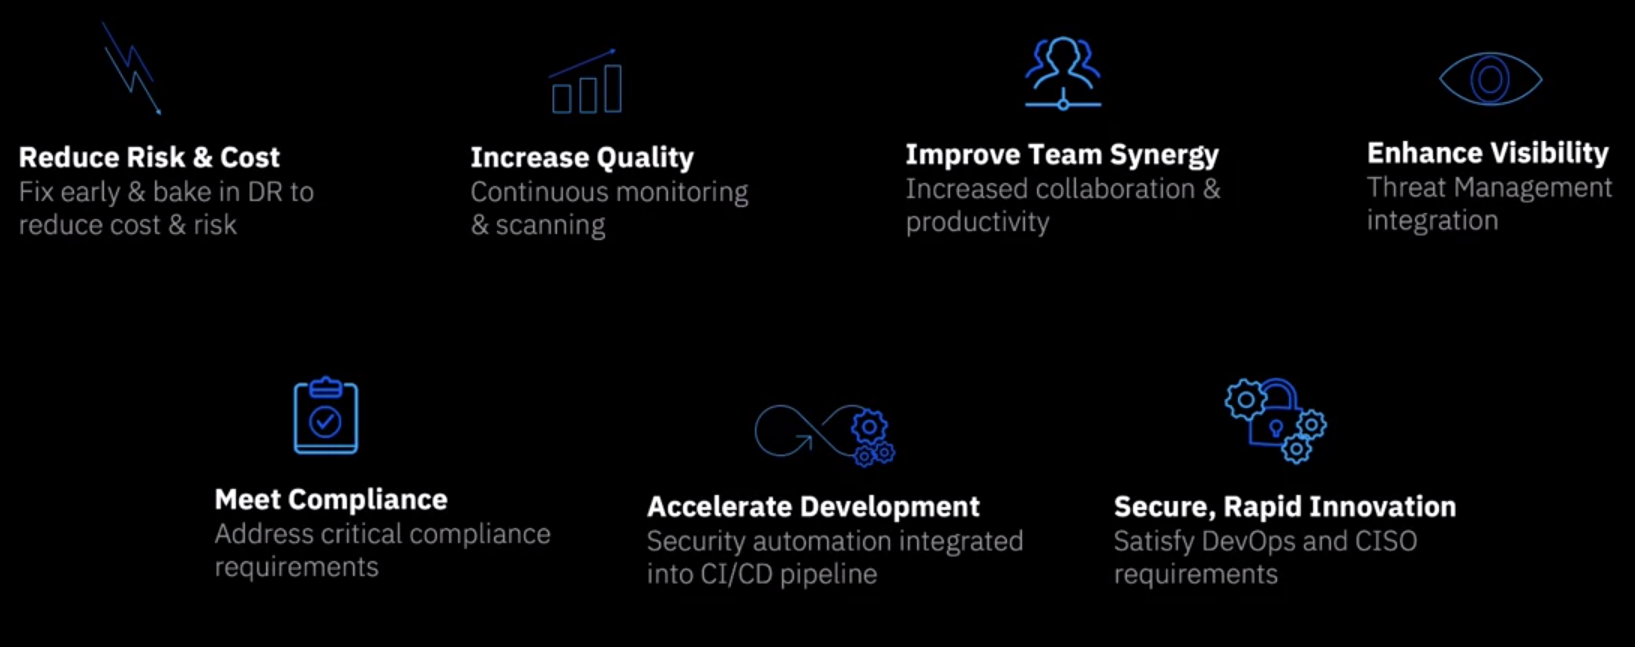 Reduce Risk & Cost
Fix early & bake in DR to
reduce cost & risk
Increase Quality
Continuous monitoring
& scanning
Improve Team Synergy
Increased collaboration &
productivity
Enhance Visibility
Threat Management
integration
Meet Compliance
Address critical compliance
requirements
Accelerate Development
Security automation integrated
into CI/CD pipeline
Secure, Rapid Innovation
Satisfy DevOps and CISO
requirements